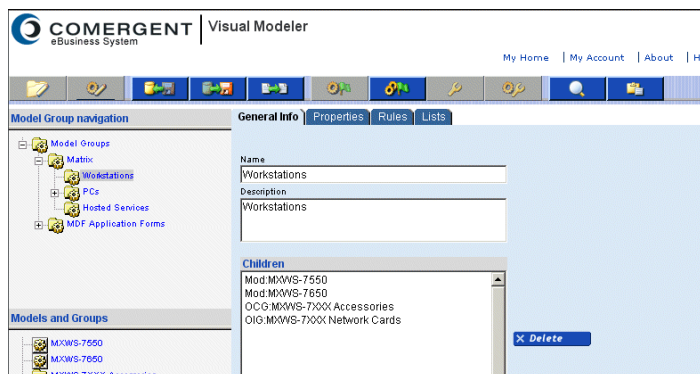 COMERGENT
eBusiness System
Visual Modeler
My Home | My Account | About | H
Model Group navigation
General Info
Properties
Rules
Lists
Model Groups
Matrix
Workstations
PCs
Hosted Services
MDF Application Forms
Name
Workstations
Description
Workstations
Children
Mod:MXWS-7550
Mod:MXWS-7650
OCG:MXWS-7XXX Accessories
OIG:MXWS-7XXX Network Cards
X Delete
Models and Groups
MXWS-7550
MXWS-7650